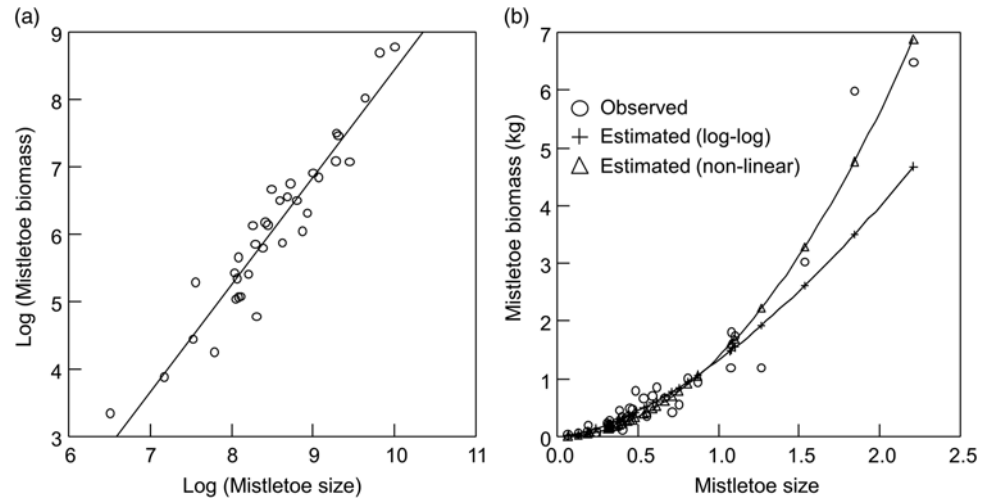 (a)
9
8
7
6
5
4
3
Log (Mistletoe biomass)
6 7 8 9 10 11
Log (Mistletoe size)
(b)
7
6
5
4
3
2
1
0
Mistletoe biomass (kg)
Observed
Estimated (log-log)
Estimated (non-linear)
0.0 0.5 1.0 1.5 2.0 2.5
Mistletoe size